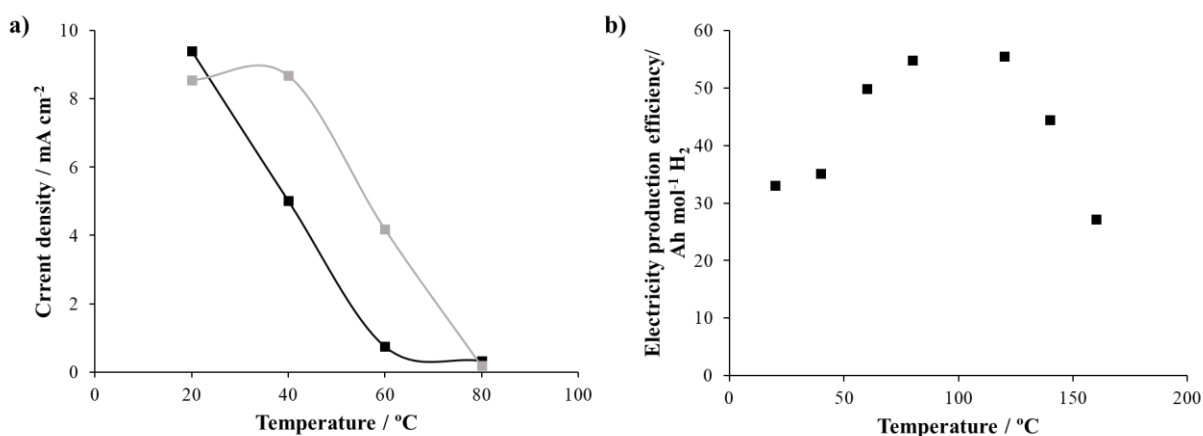 a)
10
8
6
4
2
0
Crrent density / mA cm⁻²
0 20 40 60 80 100
Temperature / ºC
b)
60
50
40
30
20
10
0
Electricity production efficiency/
Ah mol⁻¹ H₂
0 50 100 150 200
Temperature / ºC